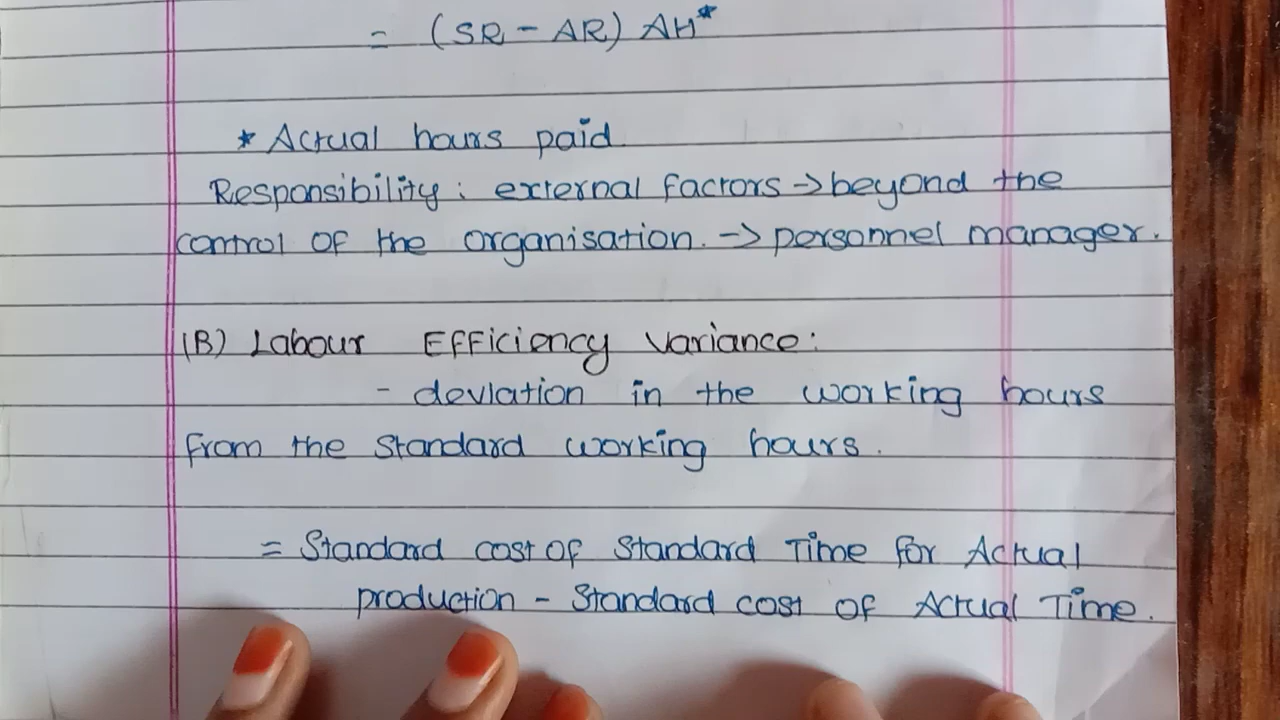 = (SR - AR) AH*
* Actual hours paid
Responsibility : external factors → beyond the
control of the organisation. → personnel manager.
(B) Labour Efficiency Variance:
- deviation in the working hours
from the standard working hours.
= Standard cost of Standard Time for Actual
production - Standard cost of Actual Time.